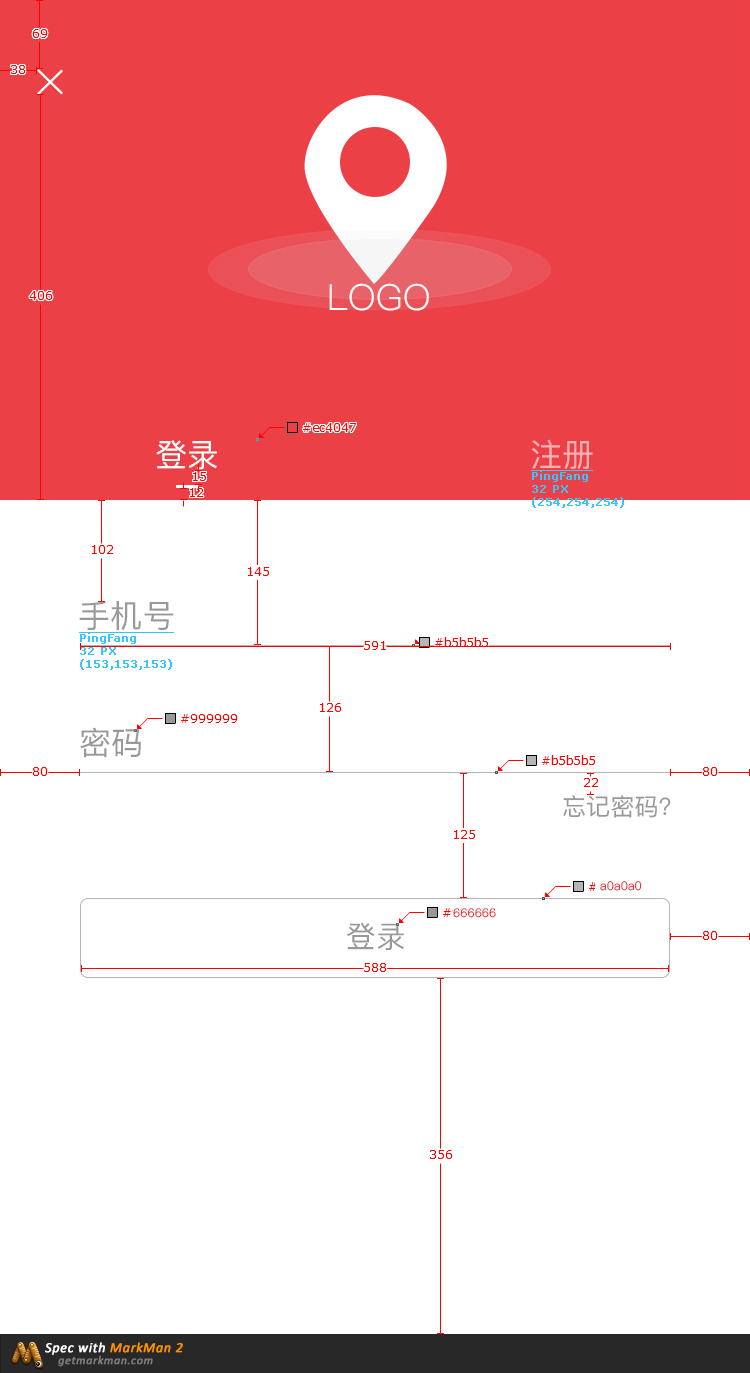 69
38
406
LOGO
#ec4047
登录
注册
15
12
PingFang
32 PX
(254,254,254)
102
145
手机号
PingFang
32 PX
(153,153,153)
591
#b5b5b5
126
#999999
密码
#b5b5b5
80
80
22
忘记密码?
125
# a0a0a0
#666666
登录
80
588
356
Spec with MarkMan 2
getmarkman.com